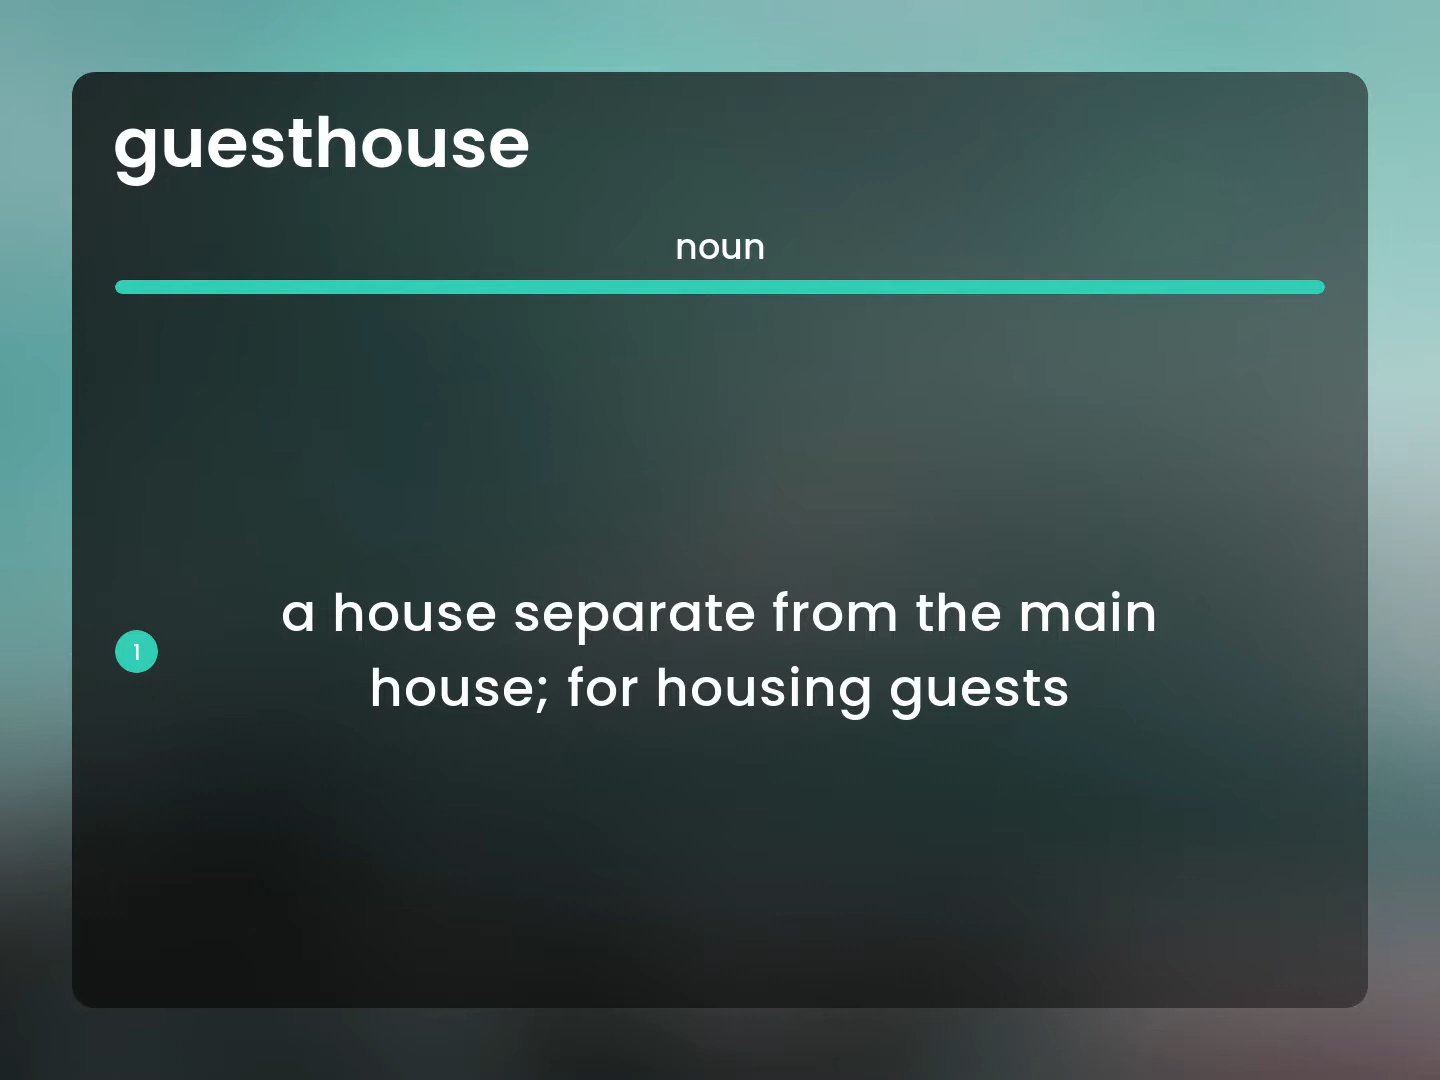 guesthouse
noun
1
a house separate from the main
house; for housing guests